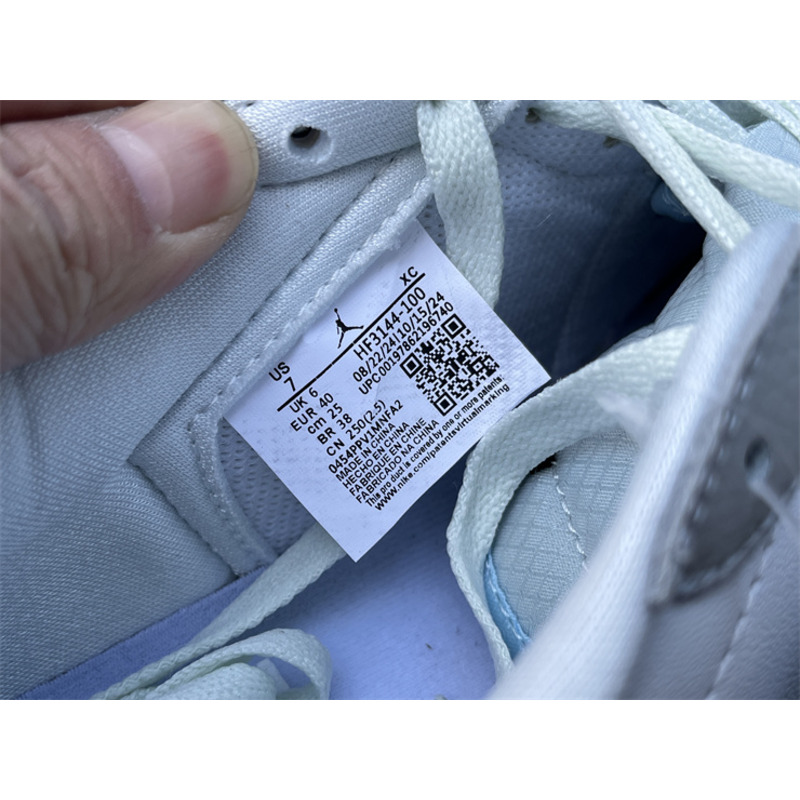 XC
US
7
HF3144-100
UK 6
08/22/24|10/15/24
EUR 40
UPC00197862196740
cm 25
BR 38
CN 250(2.5)
0454PPVIMNFA2
MADE IN CHINA
HECHO EN CHINA
FABRIQUE EN CHINE
FABRICADO NA CHINA
This product is covered by one or more patents.
www.nike.com/patentsvirtualmarking